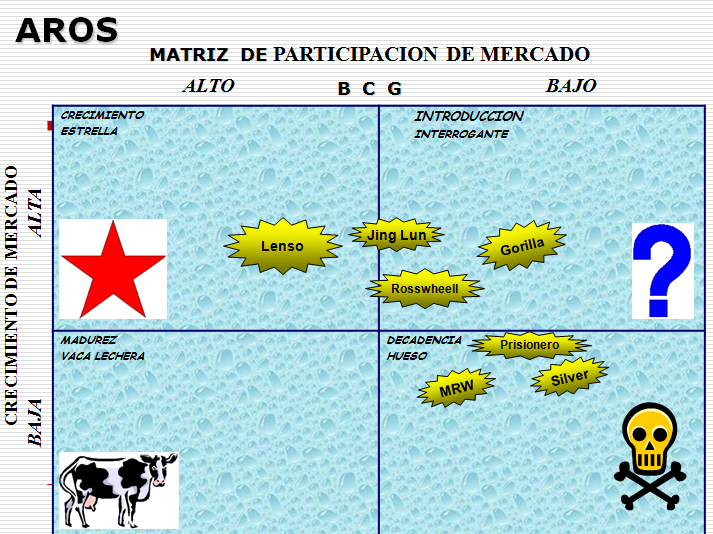 AROS
MATRIZ DE PARTICIPACION DE MERCADO
ALTO B C G BAJO
CRECIMIENTO
ESTRELLA
INTRODUCCION
INTERROGANTE
CRECIMIENTO DE MERCADO
ALTA
Lenso
Jing Lun
Gorilla
Rosswheell
MADUREZ
VACA LECHERA
DECADENCIA
HUESO
Prisionero
MRW
Silver
BAJA